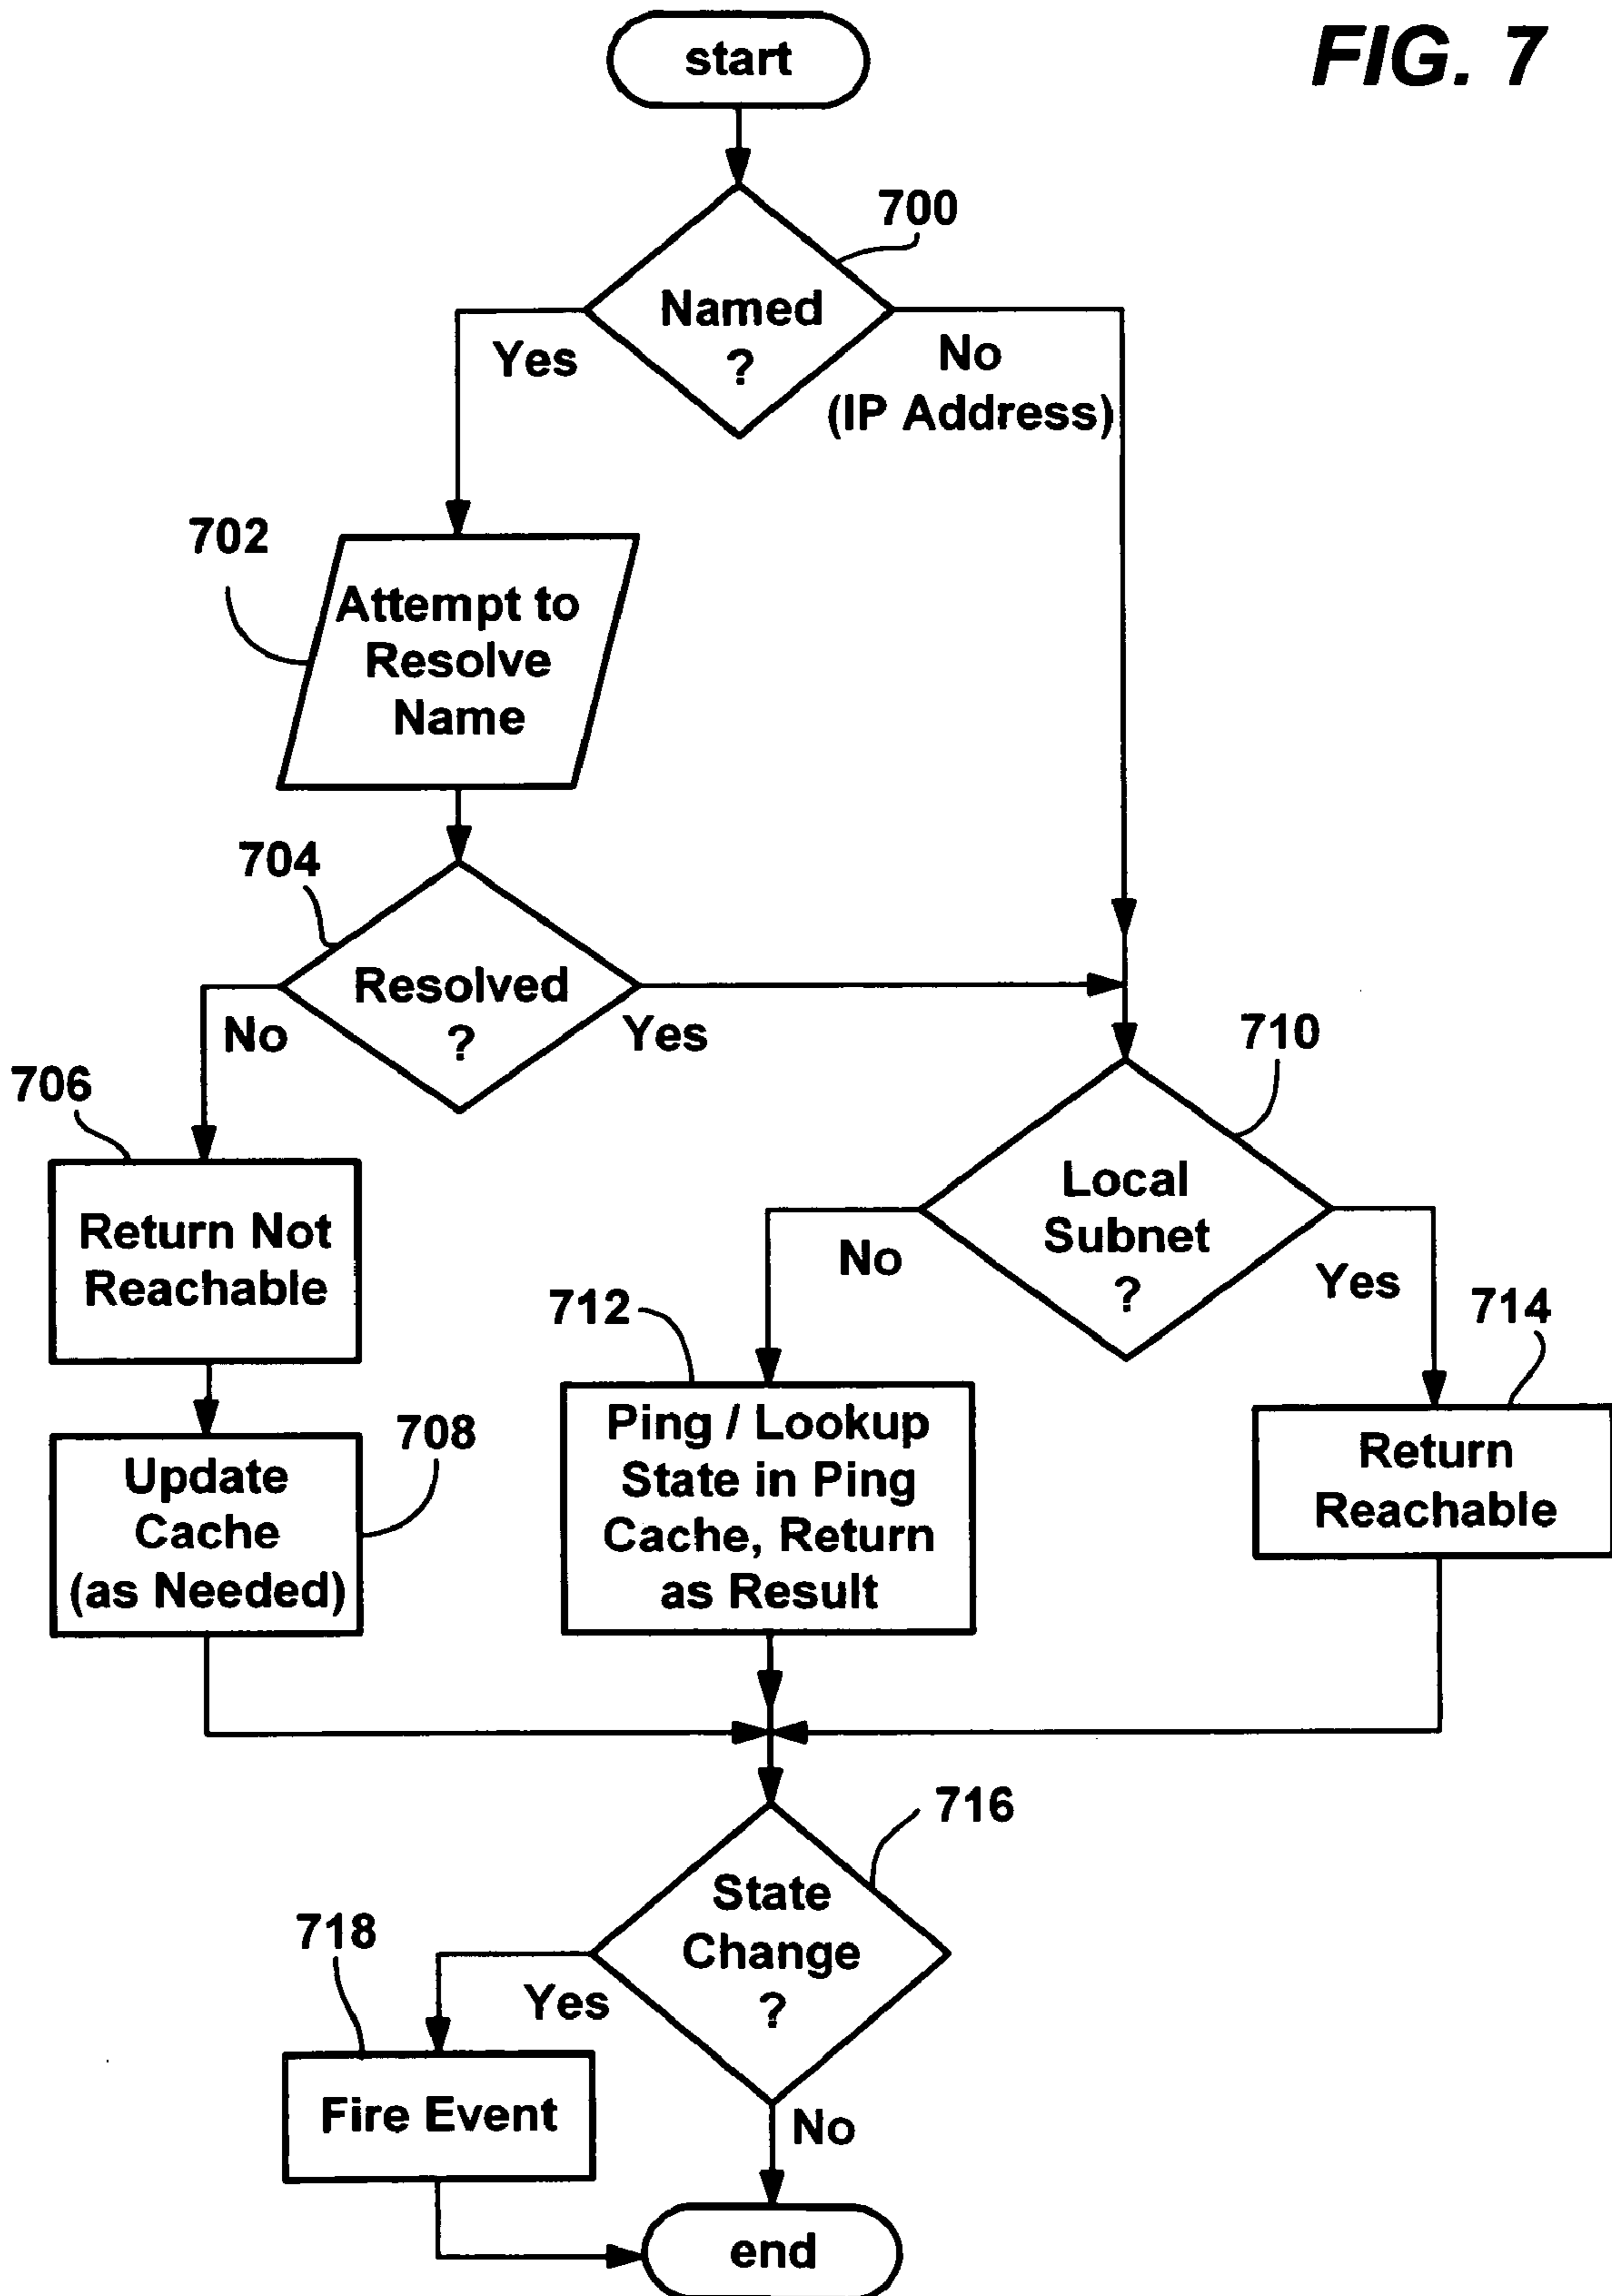 FIG. 7
start
700
Named
?
Yes
No
(IP Address)
702
Attempt to
Resolve
Name
704
Resolved
?
No
Yes
706
Return Not
Reachable
708
Update
Cache
(as Needed)
710
Local
Subnet
?
No
Yes
712
Ping / Lookup
State in Ping
Cache, Return
as Result
714
Return
Reachable
716
State
Change
?
Yes
No
718
Fire Event
end